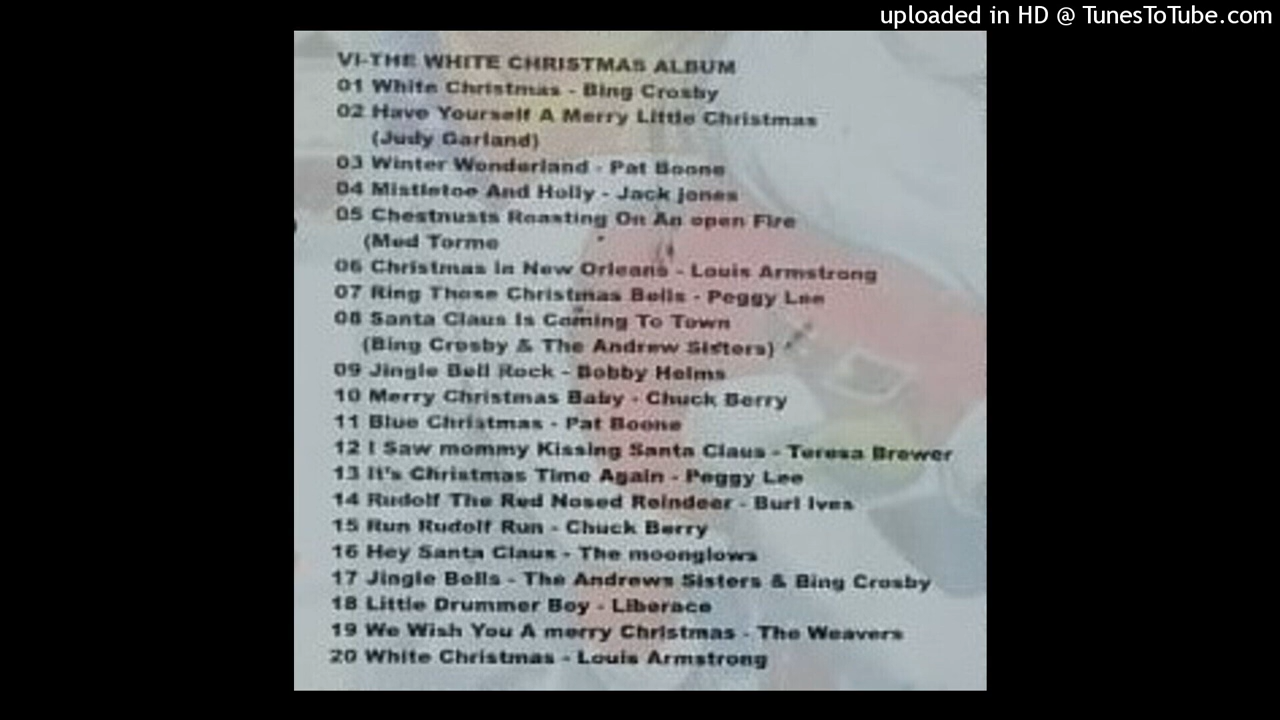 uploaded in HD @ TunesToTube.com
VI-THE WHITE CHRISTMAS ALBUM
01 White Christmas - Bing Crosby
02 Have Yourself A Merry Little Christmas
(Judy Garland)
03 Winter Wonderland - Pat Boone
04 Mistletoe And Holly - Jack jones
05 Chestnusts Roasting On An open Fire
(Med Torme
06 Christmas in New Orleans - Louis Armstrong
07 Ring Those Christmas Bells - Peggy Lee
08 Santa Claus Is Coming To Town
(Bing Crosby & The Andrew Sisters)
09 Jingle Bell Rock - Bobby Helms
10 Merry Christmas Baby - Chuck Berry
11 Blue Christmas - Pat Boone
12 I Saw mommy Kissing Santa Claus - Teresa Brewer
13 It's Christmas Time Again - Peggy Lee
14 Rudolf The Red Nosed Reindeer - Burl Ives
15 Run Rudolf Run - Chuck Berry
16 Hey Santa Claus - The moonglows
17 Jingle Bells - The Andrews Sisters & Bing Crosby
18 Little Drummer Boy - Liberace
19 We Wish You A merry Christmas - The Weavers
20 White Christmas - Louis Armstrong